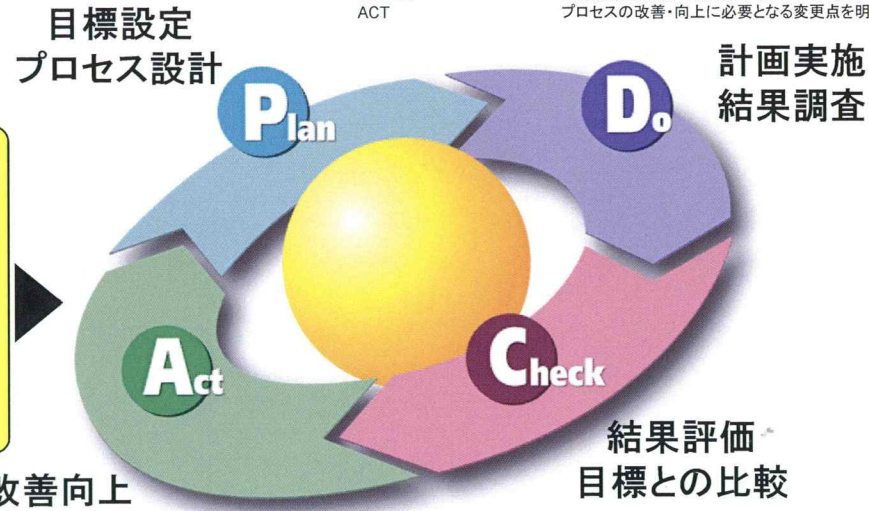 ACT
プロセスの改善・向上に必要となる変更点を明
目標設定
プロセス設計
Plan
Do
計画実施
結果調査
Act
Check
結果評価
目標との比較
改善向上